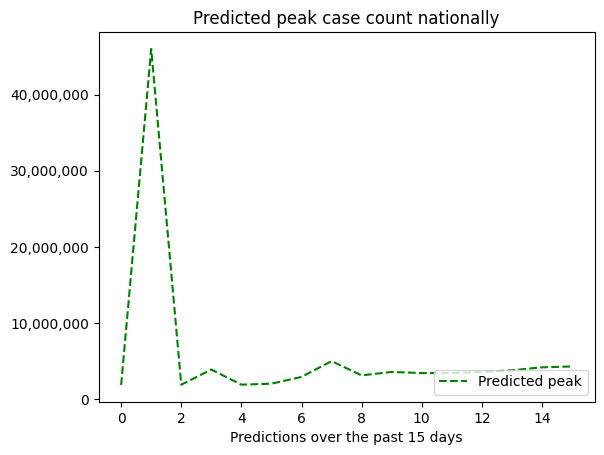 Predicted peak case count nationally
40,000,000
30,000,000
20,000,000
10,000,000
0
Predicted peak
0 2 4 6 8 10 12 14
Predictions over the past 15 days